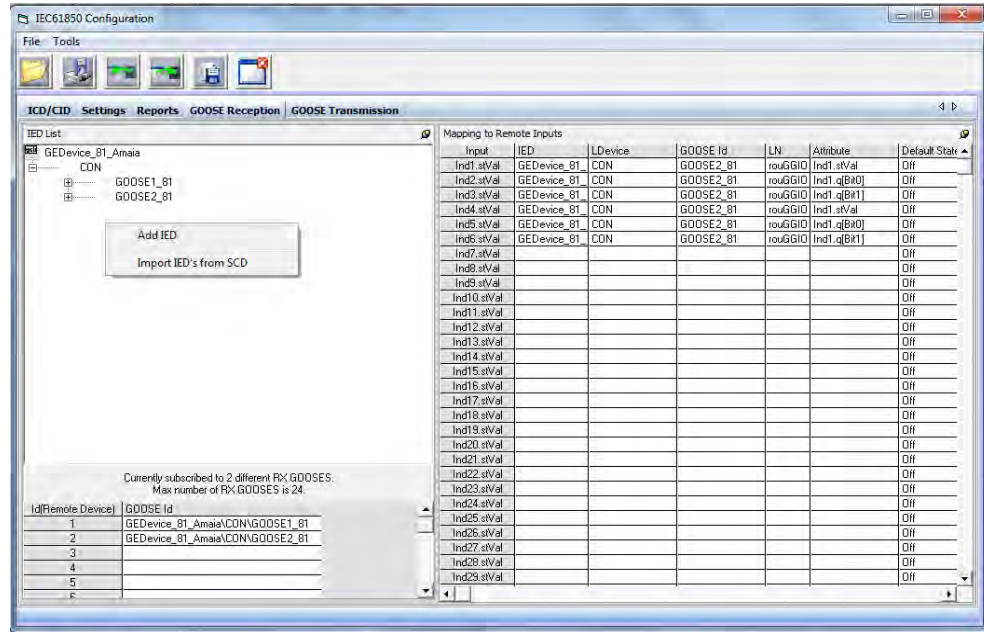 IEC61850 Configuration
File Tools
ICD/CID Settings Reports GOOSE Reception GOOSE Transmission
IED List
GEDevice_81_Amaia
CON
GOOSE1_81
GOOSE2_81
Add IED
Import IED's from SCD
Currently subscribed to 2 different RX GOOSES.
Max number of RX GOOSES is 24
Id(Remote Device) GOOSE Id
1 GEDevice_81_Amaia\CON\GOOSE1_81
2 GEDevice_81_Amaia\CON\GOOSE2_81
3
4
5
Mapping to Remote Inputs
Input IED LDevice GOOSE Id LN Attribute Default State
Ind1.stVal GEDevice_81_ CON GOOSE2_81 rouGGIO Ind1.stVal Off
Ind2.stVal GEDevice_81_ CON GOOSE2_81 rouGGIO Ind1.q[Bit0] Off
Ind3.stVal GEDevice_81_ CON GOOSE2_81 rouGGIO Ind1.q[Bit1] Off
Ind4.stVal GEDevice_81_ CON GOOSE2_81 rouGGIO Ind1.stVal Off
Ind5.stVal GEDevice_81_ CON GOOSE2_81 rouGGIO Ind1.q[Bit0] Off
Ind6.stVal GEDevice_81_ CON GOOSE2_81 rouGGIO Ind1.q[Bit1] Off
Ind7.stVal Off
Ind8.stVal Off
Ind9.stVal Off
Ind10.stVal Off
Ind11.stVal Off
Ind12.stVal Off
Ind13.stVal Off
Ind14.stVal Off
Ind15.stVal Off
Ind16.stVal Off
Ind17.stVal Off
Ind18.stVal Off
Ind19.stVal Off
Ind20.stVal Off
Ind21.stVal Off
Ind22.stVal Off
Ind23.stVal Off
Ind24.stVal Off
Ind25.stVal Off
Ind26.stVal Off
Ind27.stVal Off
Ind28.stVal Off
Ind29.stVal Off